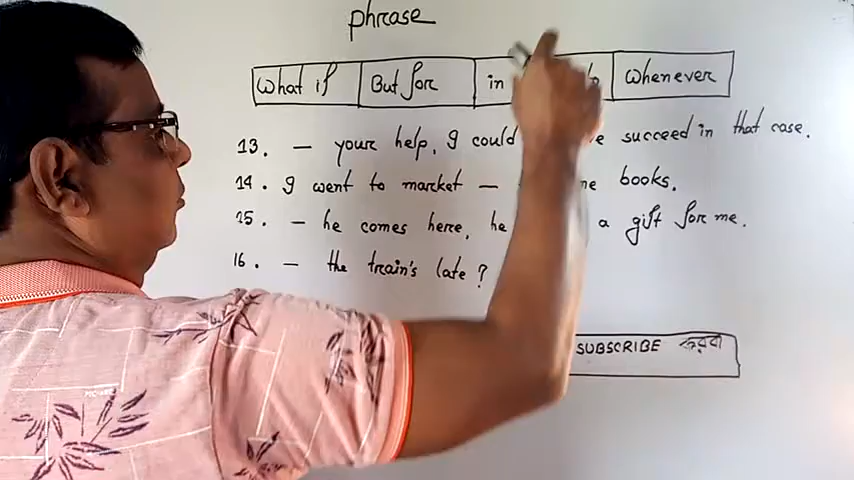 phrase
What if But for in Whenever
13. — your help, I could succeed in that case.
14. I went to market — books.
15. — he comes here, he a gift for me.
16. — the train's late?
SUBSCRIBE করুন